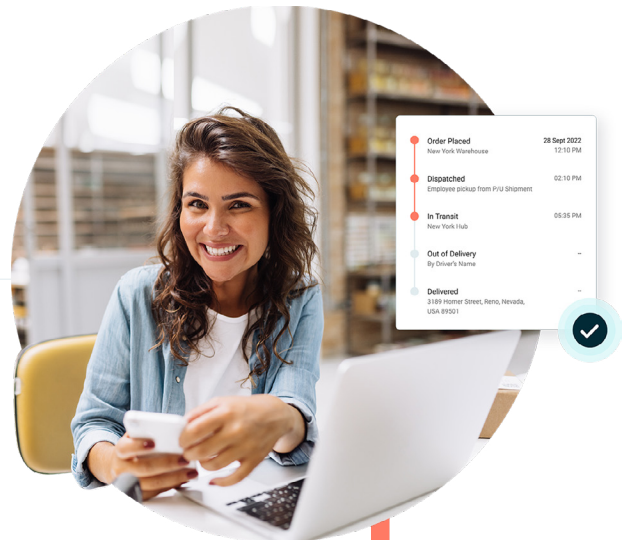 Order Placed 28 Sept 2022
New York Warehouse 12:10 PM
Dispatched 02:10 PM
Employee pickup from P/U Shipment
In Transit 05:35 PM
New York Hub
Out of Delivery --
By Driver's Name
Delivered --
3189 Horner Street, Reno, Nevada,
USA 89501